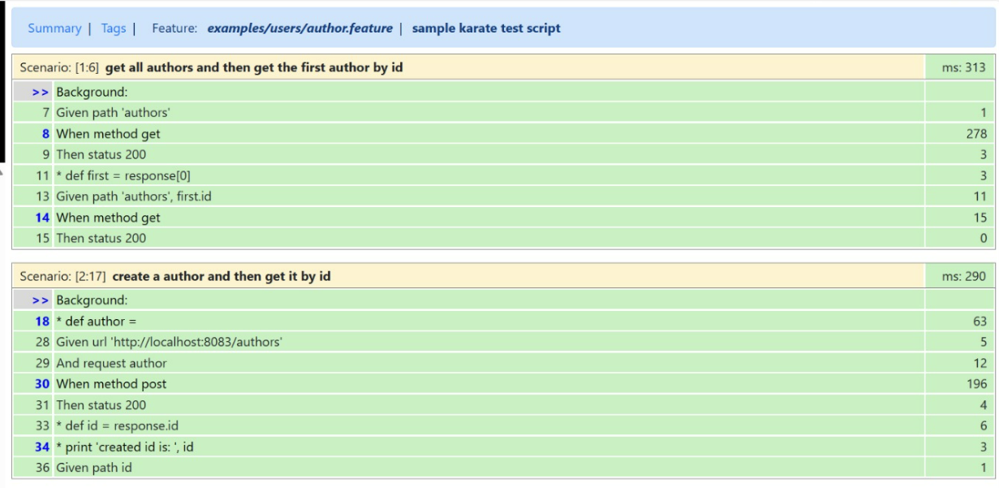 Summary | Tags | Feature: examples/users/author.feature | sample karate test script
Scenario: [1:6] get all authors and then get the first author by id ms: 313
>> Background:
7 Given path 'authors' 1
8 When method get 278
9 Then status 200 3
11 * def first = response[0] 3
13 Given path 'authors', first.id 11
14 When method get 15
15 Then status 200 0
Scenario: [2:17] create a author and then get it by id ms: 290
>> Background:
18 * def author = 63
28 Given url 'http://localhost:8083/authors' 5
29 And request author 12
30 When method post 196
31 Then status 200 4
33 * def id = response.id 6
34 * print 'created id is: ', id 3
36 Given path id 1